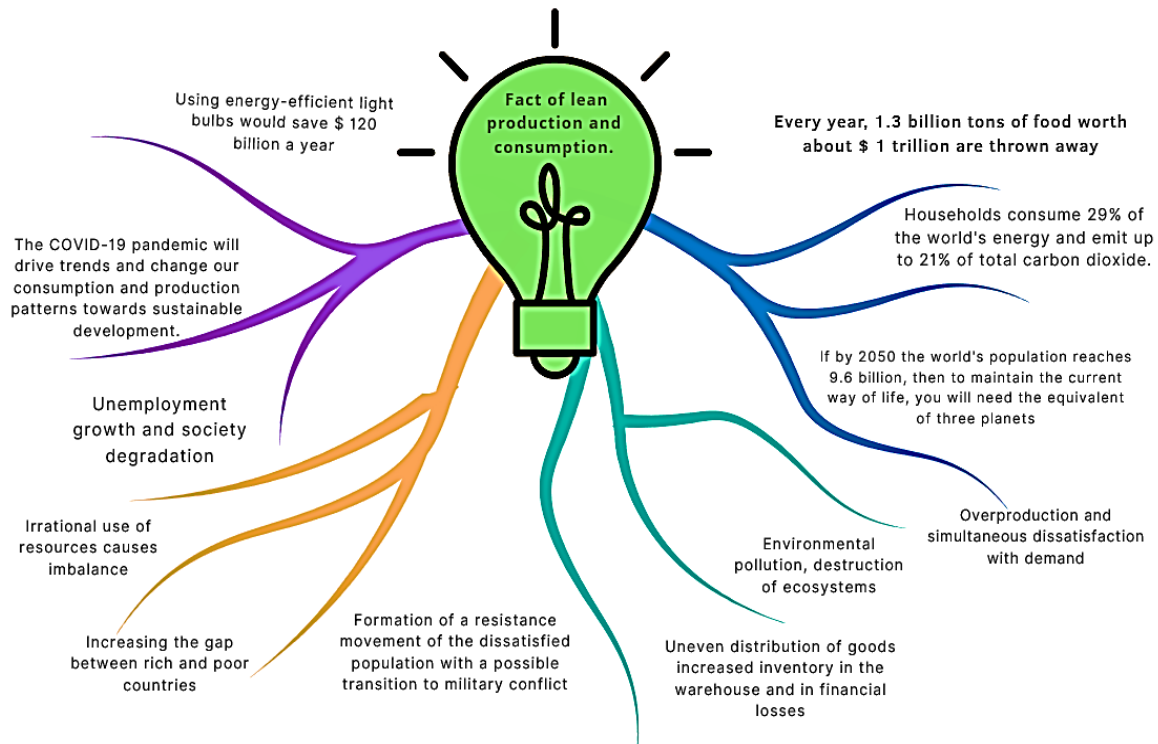 Fact of lean
production and
consumption.
Using energy-efficient light
bulbs would save $ 120
billion a year
The COVID-19 pandemic will
drive trends and change our
consumption and production
patterns towards sustainable
development.
Unemployment
growth and society
degradation
Irrational use of
resources causes
imbalance
Increasing the gap
between rich and poor
countries
Formation of a resistance
movement of the dissatisfied
population with a possible
transition to military conflict
Every year, 1.3 billion tons of food worth
about $ 1 trillion are thrown away
Households consume 29% of
the world's energy and emit up
to 21% of total carbon dioxide.
If by 2050 the world's population reaches
9.6 billion, then to maintain the current
way of life, you will need the equivalent
of three planets
Overproduction and
simultaneous dissatisfaction
with demand
Environmental
pollution, destruction
of ecosystems
Uneven distribution of goods
increased inventory in the
warehouse and in financial
losses